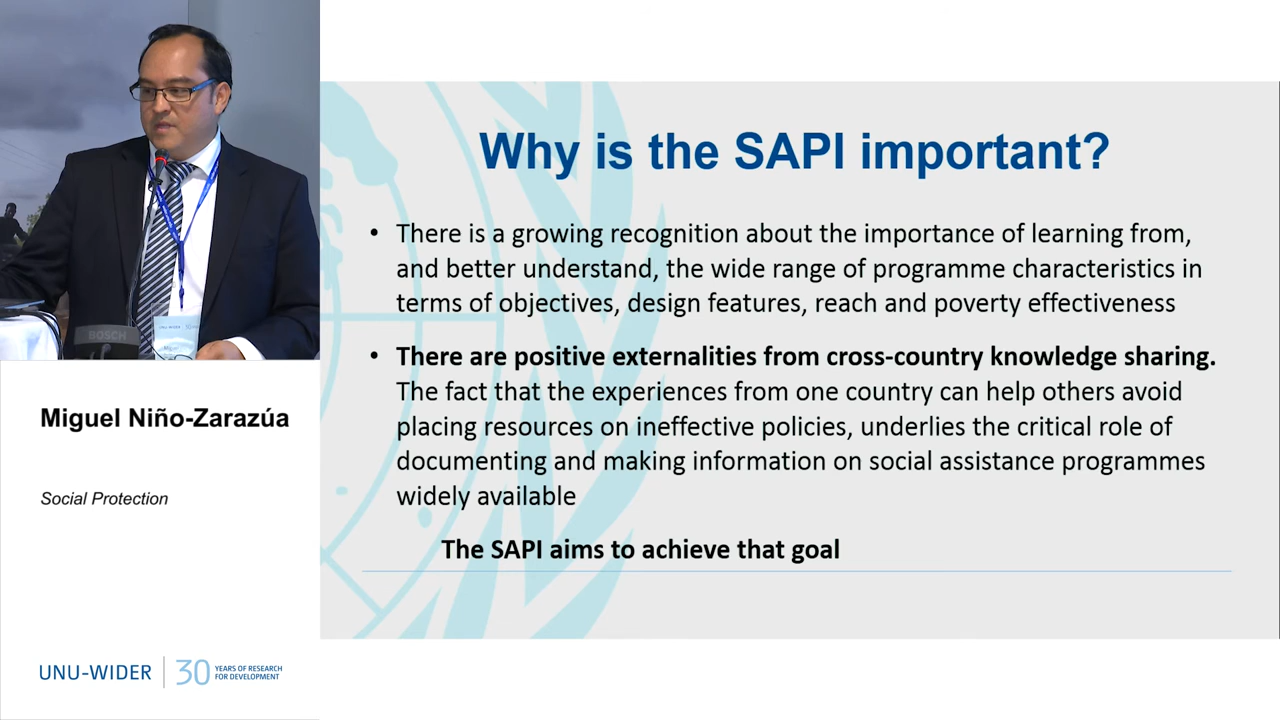 BOSCH
UNU-WIDER
Miguel Niño-Zarazúa
Social Protection
UNU-WIDER
30
YEARS OF RESEARCH
FOR DEVELOPMENT
Why is the SAPI important?
• There is a growing recognition about the importance of learning from,
and better understand, the wide range of programme characteristics in
terms of objectives, design features, reach and poverty effectiveness
• There are positive externalities from cross-country knowledge sharing.
The fact that the experiences from one country can help others avoid
placing resources on ineffective policies, underlies the critical role of
documenting and making information on social assistance programmes
widely available
The SAPI aims to achieve that goal